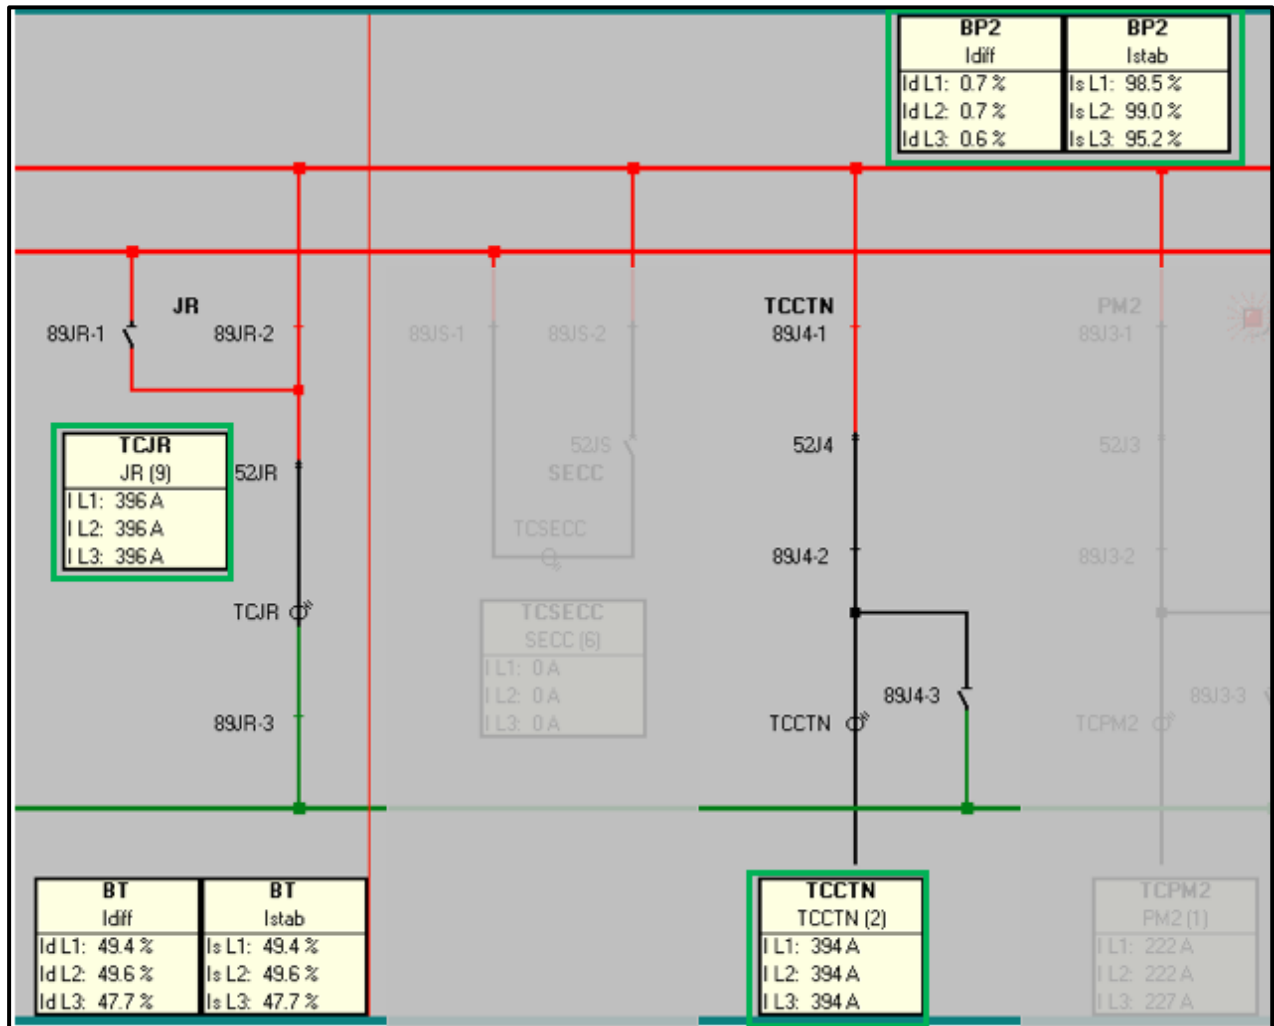 BP2
Idiff
Id L1: 0.7 %
Id L2: 0.7 %
Id L3: 0.6 %
BP2
Istab
Is L1: 98.5 %
Is L2: 99.0 %
Is L3: 95.2 %
JR
89JR-1
89JR-2
TCJR
JR (9)
I L1: 396 A
I L2: 396 A
I L3: 396 A
52JR
TCJR
89JR-3
89JS-1
89JS-2
52JS
SECC
TCSECC
TCSECC
SECC (6)
I L1: 0 A
I L2: 0 A
I L3: 0 A
TCCTN
89J4-1
52J4
89J4-2
89J4-3
TCCTN
PM2
89J3-1
52J3
89J3-2
89J3-3
TCPM2
BT
Idiff
Id L1: 49.4 %
Id L2: 49.6 %
Id L3: 47.7 %
BT
Istab
Is L1: 49.4 %
Is L2: 49.6 %
Is L3: 47.7 %
TCCTN
TCCTN (2)
I L1: 394 A
I L2: 394 A
I L3: 394 A
TCPM2
PM2 (1)
I L1: 222 A
I L2: 222 A
I L3: 227 A